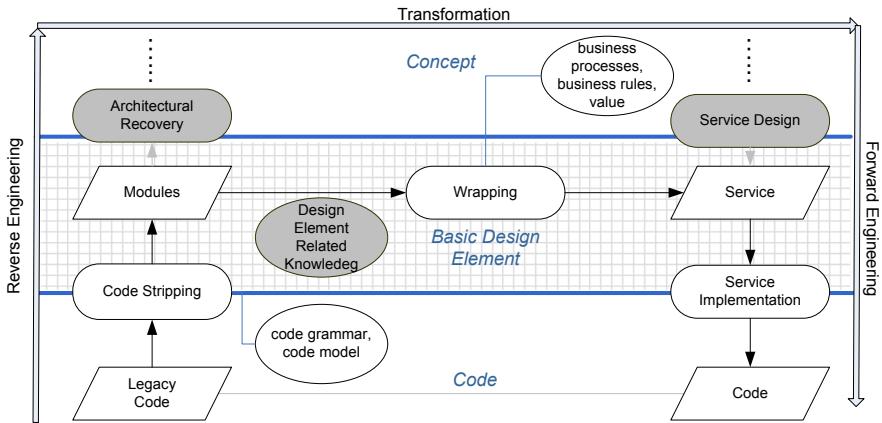 Transformation
Concept
business
processes,
business rules,
value
Architectural
Recovery
Service Design
Reverse Engineering
Forward Engineering
Modules
Wrapping
Service
Design
Element
Related
Knowledeg
Basic Design
Element
Code Stripping
Service
Implementation
code grammar,
code model
Legacy
Code
Code
Code